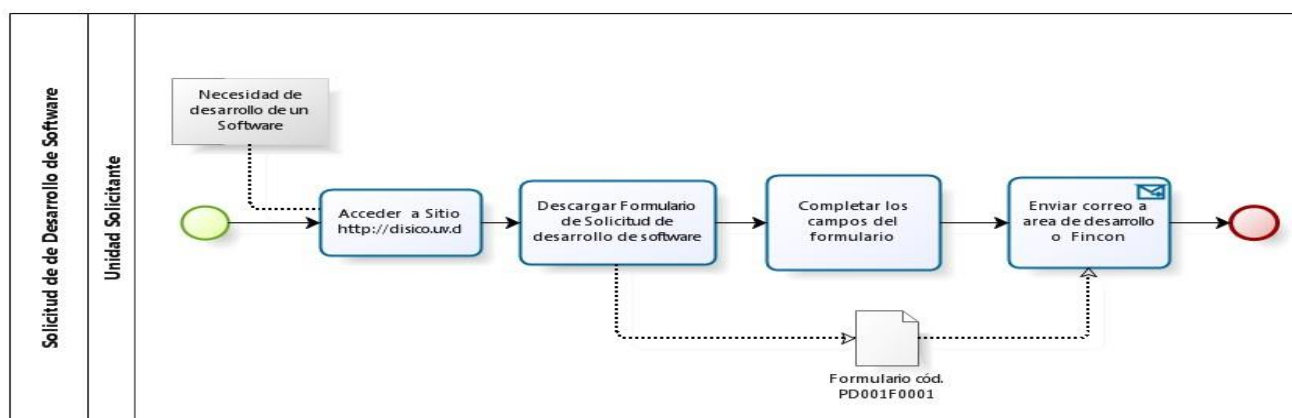 Solicitud de de Desarrollo de Software
Unidad Solicitante
Necesidad de
desarrollo de un
Software
Acceder a Sitio
http://disico.uv.d
Descargar Formulario
de Solicitud de
desarrollo de software
Completar los
campos del
formulario
Enviar correo a
area de desarrollo
o Fincon
Formulario cód.
PD001F0001